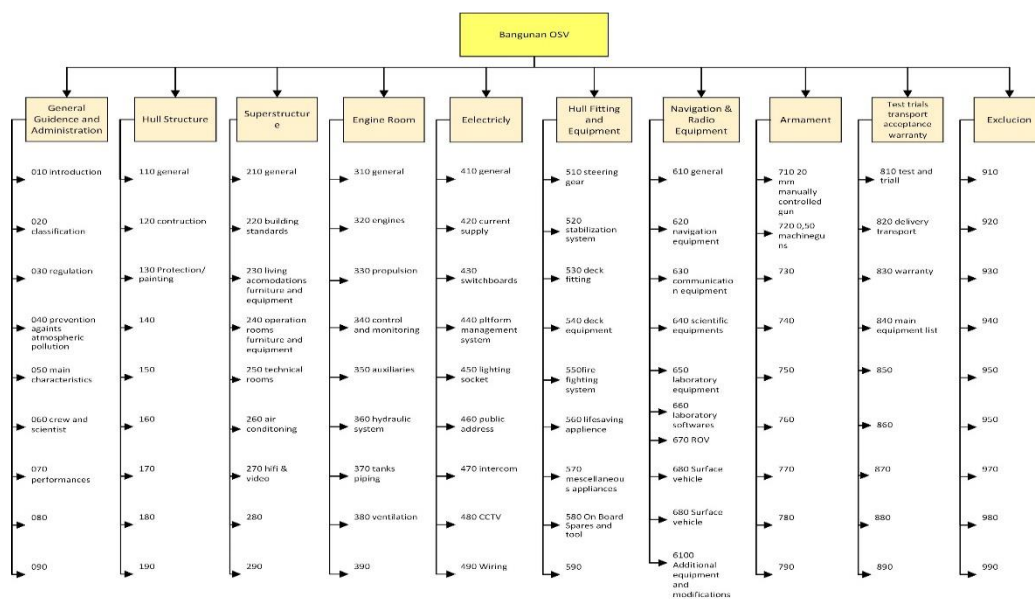 Bangunan OSV
General
Guidence and
Administration
Hull Structure
Superstructur
e
Engine Room
Eelectricly
Hull Fitting
and
Equipment
Navigation &
Radio Equipment
Armament
Test trials
transport
acceptance
warranty
Exclucion
010 introduction
020
classification
030 regulation
040 prevention
againts
atmospheric
pollution
050 main
characteristics
060 crew and
scientist
070
performances
080
090
110 general
120 contruction
130 Protection/
painting
140
150
160
170
180
190
210 general
220 building
standards
230 living
acomodations
furniture and
equipment
240 operation
rooms
furniture and
equipment
250 technical
rooms
260 air
conditoning
270 hifi &
video
280
290
310 general
320 engines
330 propulsion
340 control
and monitoring
350 auxiliaries
360 hydraulic
system
370 tanks
piping
380 ventilation
390
410 general
420 current
supply
430
switchboards
440 pltform
management
system
450 lighting
socket
460 public
address
470 intercom
480 CCTV
490 Wiring
510 steering
gear
520
stabilization
system
530 deck
fitting
540 deck
equipment
550fire
fighting
system
560 lifesaving
applience
570
mescellaneou
s appliances
580 On Board
Spares and
tool
590
610 general
620
navigation
equipment
630
communicatio
n equipment
640 scientific
equipments
650
laboratory
equipment
660
laboratory
softwares
670 ROV
680 Surface
vehicle
680 Surface
vehicle
6100
Additional
equipment
and
modifications
710 20
mm
manually
controlled
gun
720 0,50
machinegu
ns
730
740
750
760
770
780
790
810 test and
triall
820 delivery
transport
830 warranty
840 main
equipment list
850
860
870
880
890
910
920
930
940
950
950
970
980
990